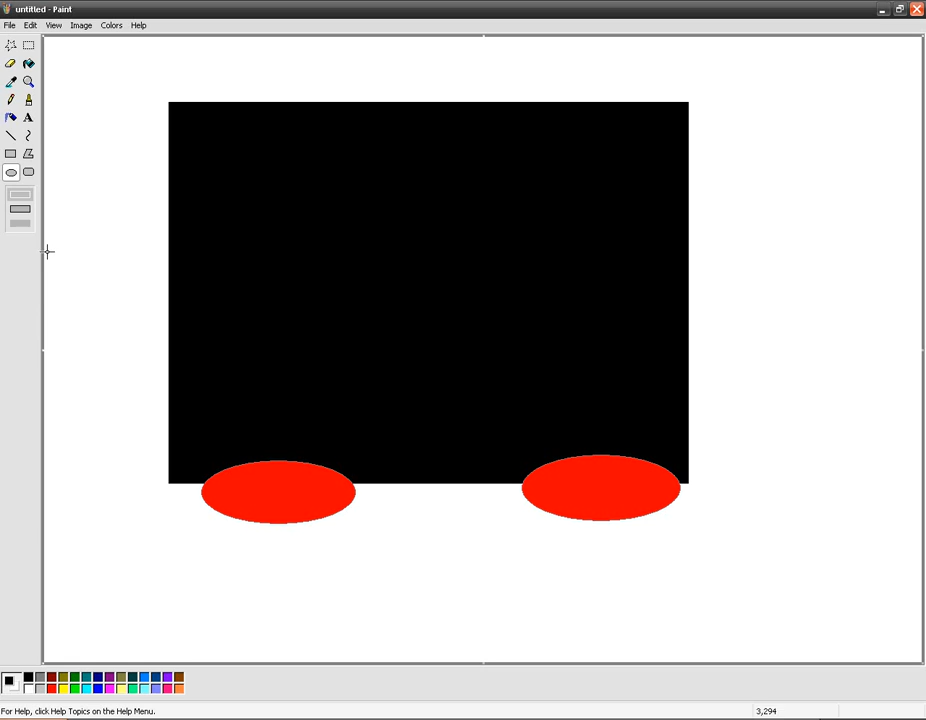 untitled - Paint
File Edit View Image Colors Help
A
For Help, click Help Topics on the Help Menu.
3,294